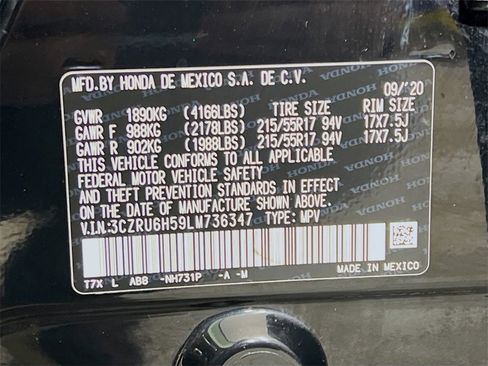 MFD.BY HONDA DE MEXICO S.A. DE C.V.
09/'20
GVWR 1890KG (4166LBS) TIRE SIZE RIM SIZE
GAWR F 988KG (2178LBS) 215/55R17 94V 17X7.5J
GAWR R 902KG (1988LBS) 215/55R17 94V 17X7.5J
THIS VEHICLE CONFORMS TO ALL APPLICABLE
FEDERAL MOTOR VEHICLE SAFETY
AND THEFT PREVENTION STANDARDS IN EFFECT
ON THE DATE OF MANUFACTURE SHOWN ABOVE.
V.I.N:3CZRU6H59LM736347 TYPE: MPV
T7X L ABB -NH731P -A -M
MADE IN MEXICO